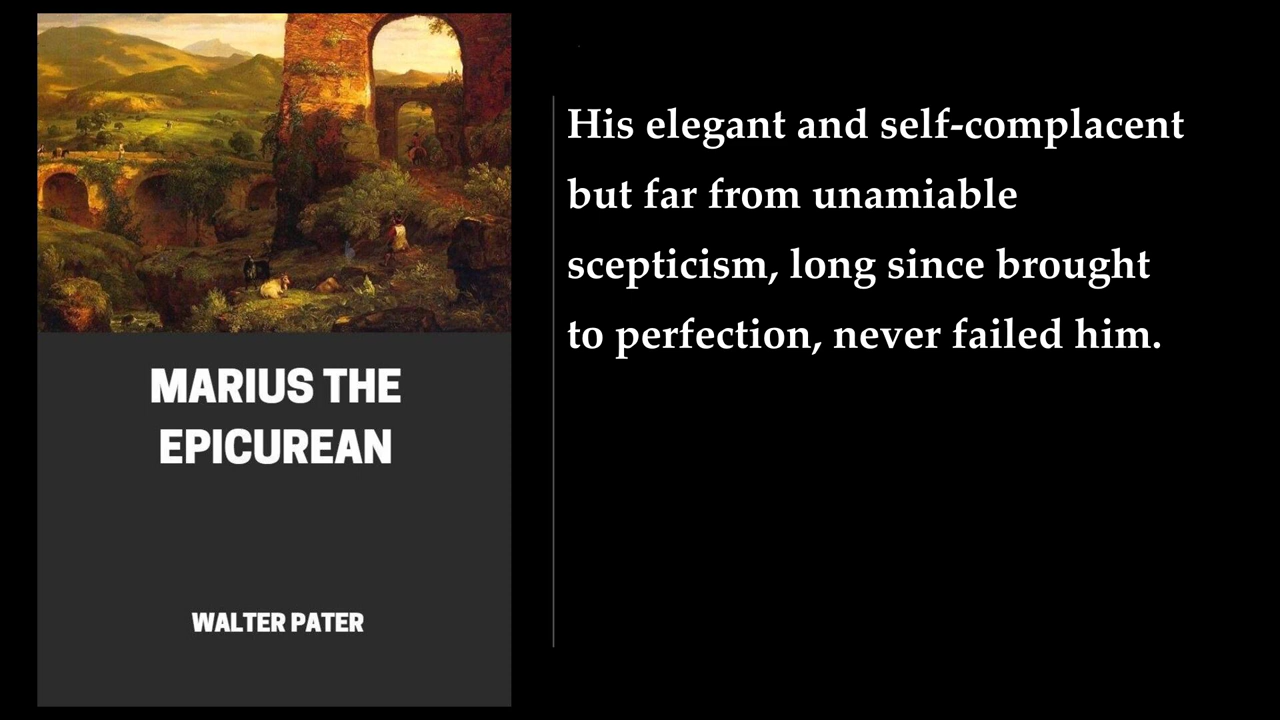 MARIUS THE
EPICUREAN
WALTER PATER
His elegant and self-complacent
but far from unamiable
scepticism, long since brought
to perfection, never failed him.